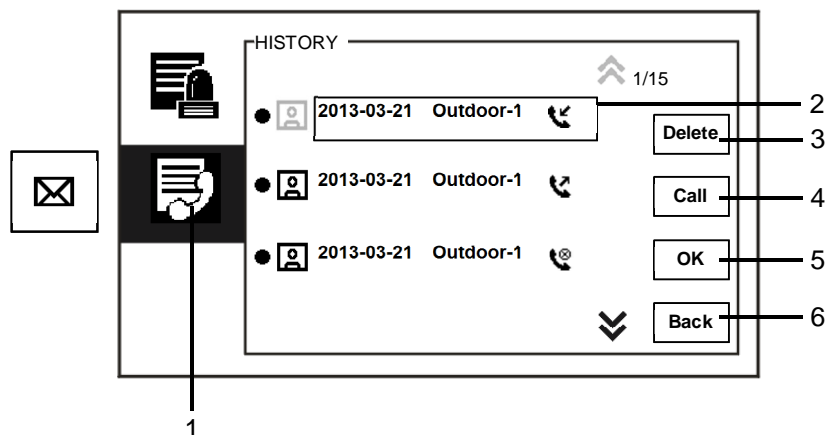 HISTORY
1/15
2013-03-21 Outdoor-1
2
Delete
3
2013-03-21 Outdoor-1
Call
4
2013-03-21 Outdoor-1
OK
5
Back
6
1